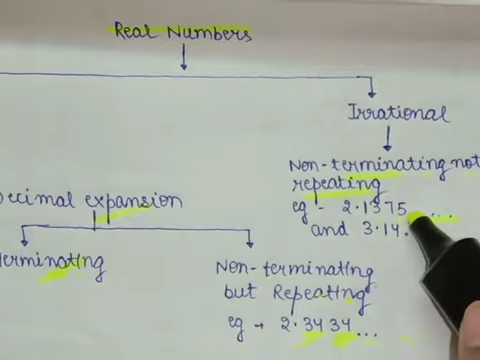 Real Numbers
Irrational
Non-terminating not
repeating
eg - 2.1375 ....
and 3.14.
ecimal expansion
erminating
Non-terminating
but Repeating
eg → 2.3434...